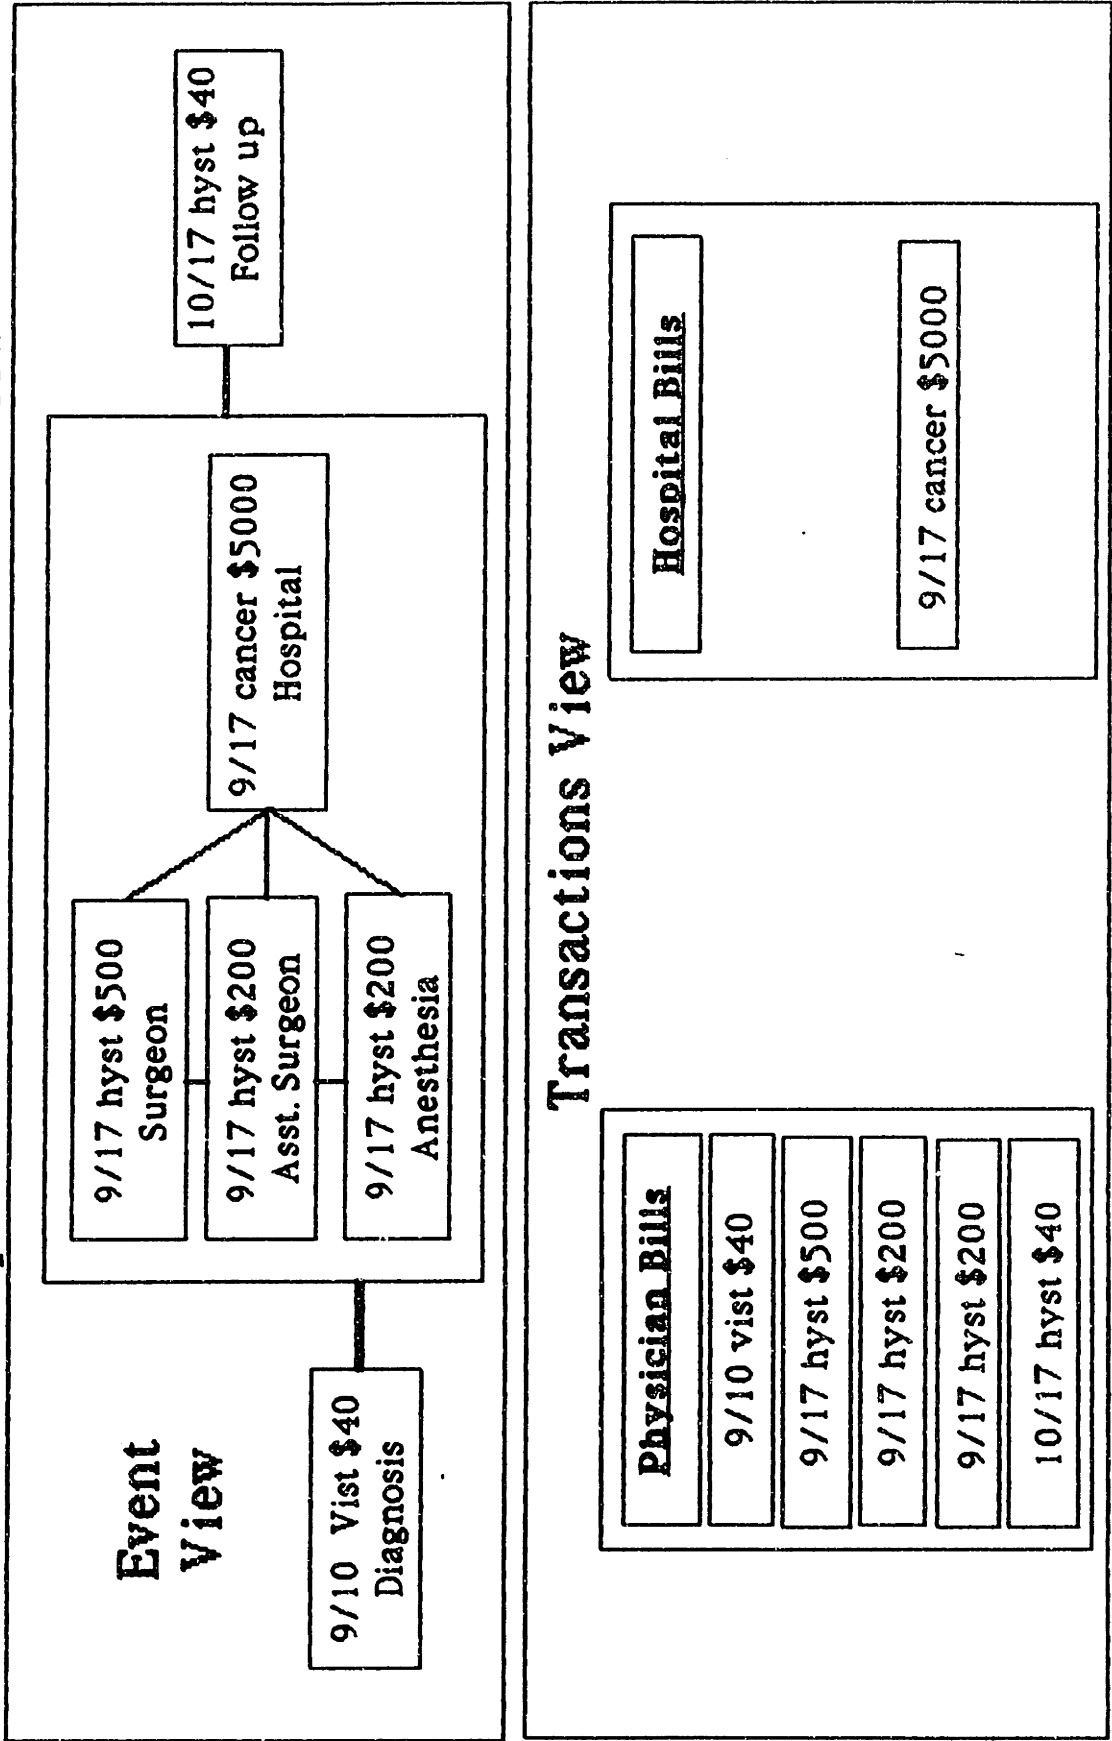 Event
View
9/10 Vist $40
Diagnosis
9/17 hyst $500
Surgeon
9/17 hyst $200
Asst. Surgeon
9/17 hyst $200
Anesthesia
9/17 cancer $5000
Hospital
10/17 hyst $40
Follow up
Transactions View
Physician Bills
9/10 vist $40
9/17 hyst $500
9/17 hyst $200
9/17 hyst $200
10/17 hyst $40
Hospital Bills
9/17 cancer $5000